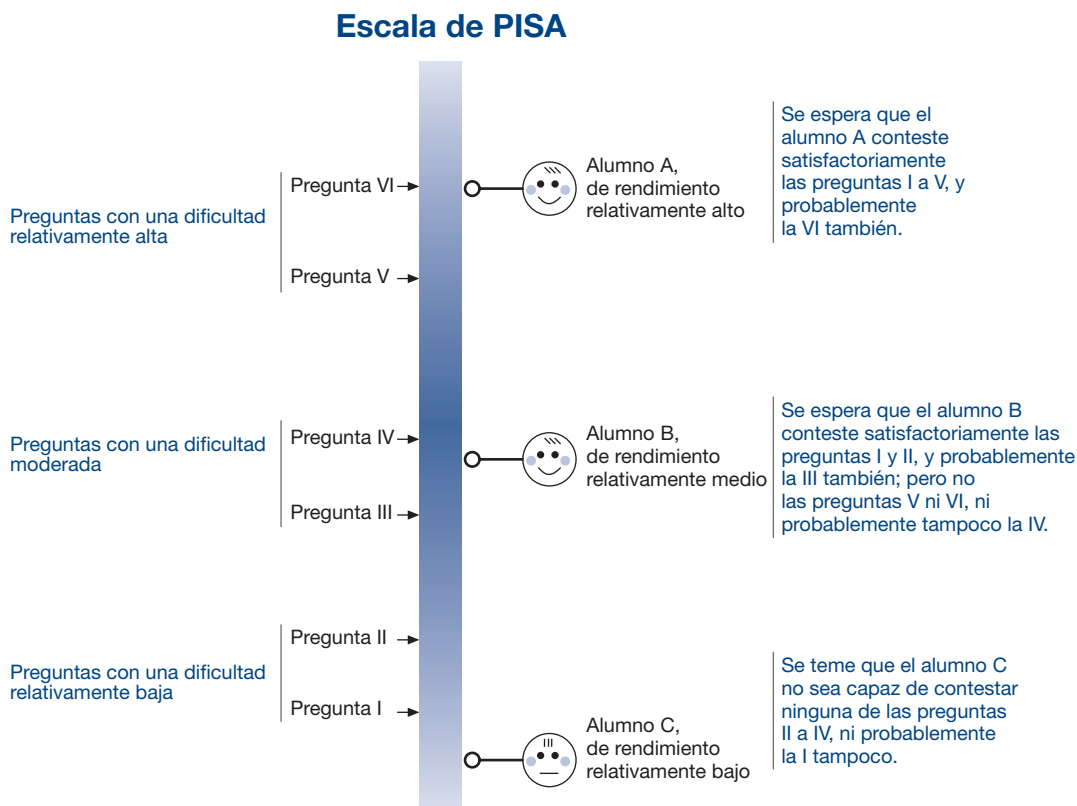 Escala de PISA
Preguntas con una dificultad
relativamente alta
Pregunta VI
Pregunta V
Alumno A,
de rendimiento
relativamente alto
Se espera que el
alumno A conteste
satisfactoriamente
las preguntas I a V, y
probablemente
la VI también.
Preguntas con una dificultad
moderada
Pregunta IV
Pregunta III
Alumno B,
de rendimiento
relativamente medio
Se espera que el alumno B
conteste satisfactoriamente las
preguntas I y II, y probablemente
la III también; pero no
las preguntas V ni VI, ni
probablemente tampoco la IV.
Preguntas con una dificultad
relativamente baja
Pregunta II
Pregunta I
Alumno C,
de rendimiento
relativamente bajo
Se teme que el alumno C
no sea capaz de contestar
ninguna de las preguntas
II a IV, ni probablemente
la I tampoco.